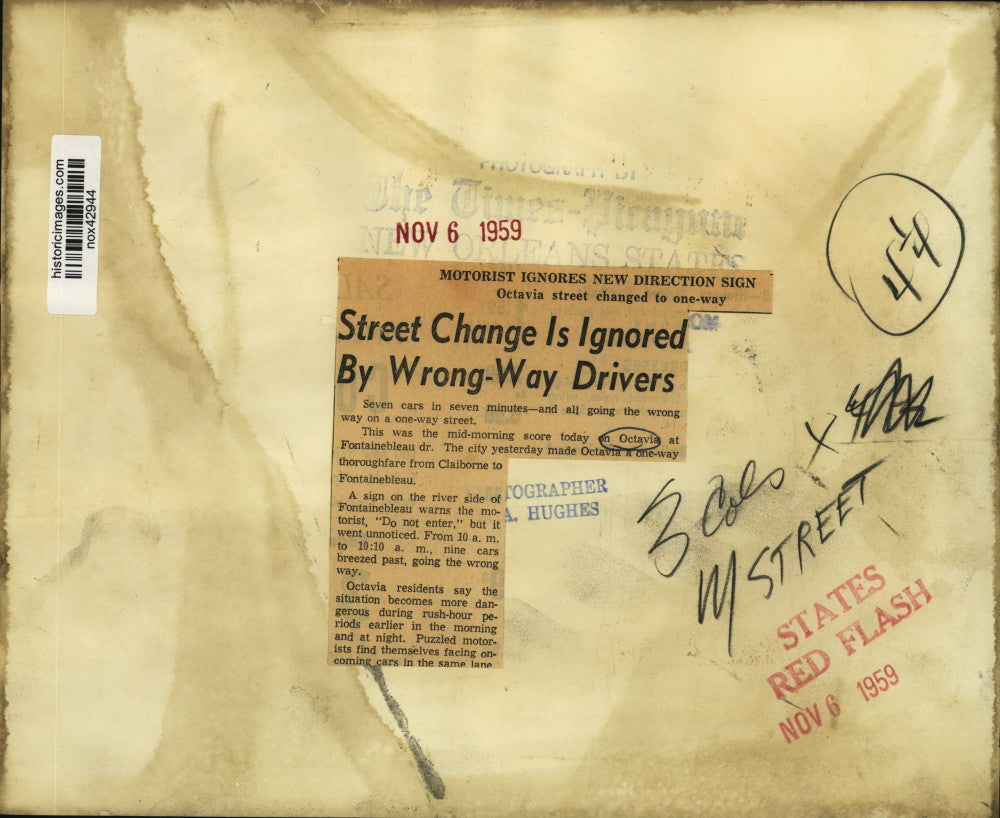 historicimages.com
nox42944
The Times-Picayune
NEW ORLEANS STATES
NOV 6 1959
MOTORIST IGNORES NEW DIRECTION SIGN
Octavia street changed to one-way
Street Change Is Ignored
By Wrong-Way Drivers
Seven cars in seven minutes—and all going the wrong
way on a one-way street.
This was the mid-morning score today on Octavia at
Fontainebleau dr. The city yesterday made Octavia a one-way
thoroughfare from Claiborne to
Fontainebleau.
A sign on the river side of
Fontainebleau warns the mo-
torist, "Do not enter," but it
went unnoticed. From 10 a. m.
to 10:10 a. m., nine cars
breezed past, going the wrong
way.
Octavia residents say the
situation becomes more dan-
gerous during rush-hour pe-
riods earlier in the morning
and at night. Puzzled motor-
ists find themselves facing on-
coming cars in the same lane
TOGRAPHER
A. HUGHES
3 Cols x
M STREET
STATES
RED FLASH
NOV 6 1959